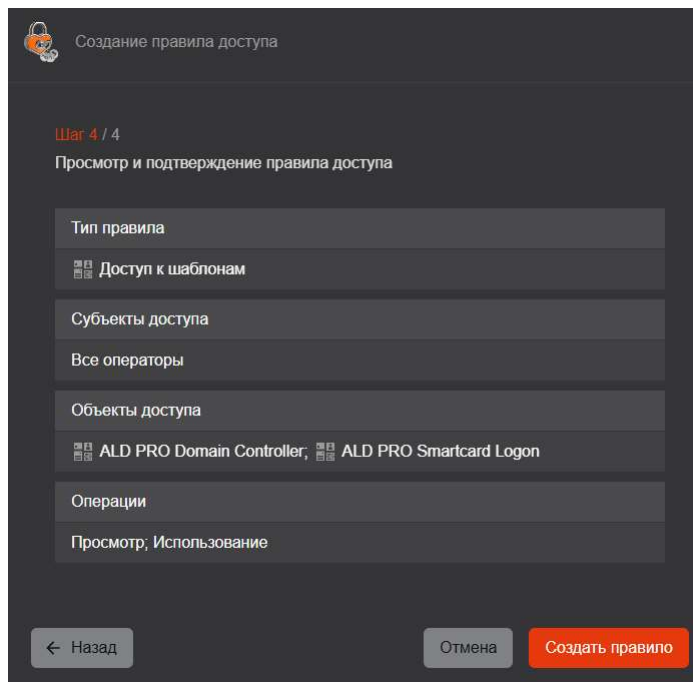 Создание правила доступа
Шаг 4 / 4
Просмотр и подтверждение правила доступа
Тип правила
Доступ к шаблонам
Субъекты доступа
Все операторы
Объекты доступа
ALD PRO Domain Controller; ALD PRO Smartcard Logon
Операции
Просмотр; Использование
← Назад
Отмена
Создать правило